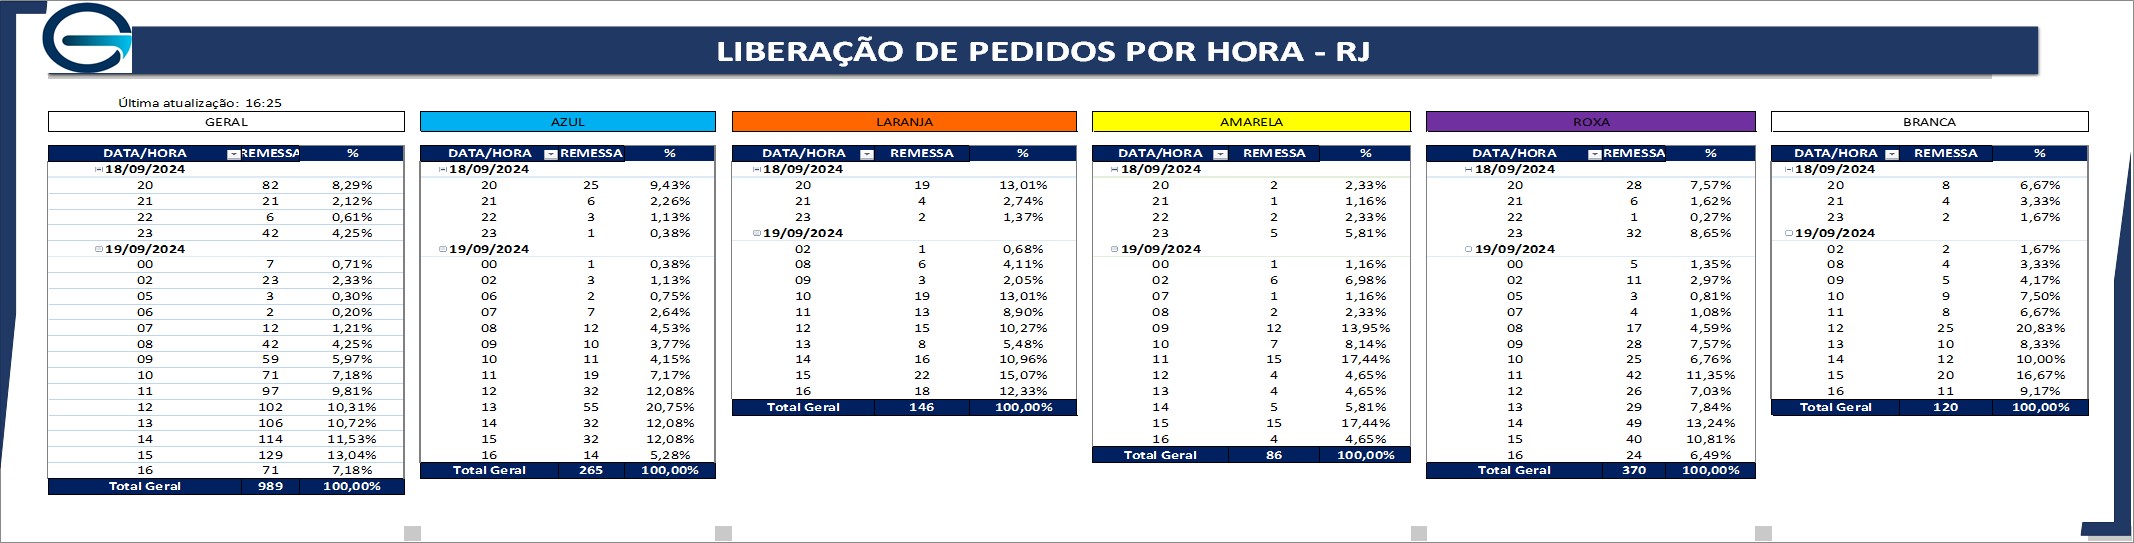 LIBERAÇÃO DE PEDIDOS POR HORA - RJ
Última atualização: 16:25
GERAL
DATA/HORA REMESSA %
18/09/2024
20 82 8,29%
21 21 2,12%
22 6 0,61%
23 42 4,25%
19/09/2024
00 7 0,71%
02 23 2,33%
05 3 0,30%
06 2 0,20%
07 12 1,21%
08 42 4,25%
09 59 5,97%
10 71 7,18%
11 97 9,81%
12 102 10,31%
13 106 10,72%
14 114 11,53%
15 129 13,04%
16 71 7,18%
Total Geral 989 100,00%
AZUL
DATA/HORA REMESSA %
18/09/2024
20 25 9,43%
21 6 2,26%
22 3 1,13%
23 1 0,38%
19/09/2024
00 1 0,38%
02 3 1,13%
06 2 0,75%
07 7 2,64%
08 12 4,53%
09 10 3,77%
10 11 4,15%
11 19 7,17%
12 32 12,08%
13 55 20,75%
14 32 12,08%
15 32 12,08%
16 14 5,28%
Total Geral 265 100,00%
LARANJA
DATA/HORA REMESSA %
18/09/2024
20 19 13,01%
21 4 2,74%
23 2 1,37%
19/09/2024
02 1 0,68%
08 6 4,11%
09 3 2,05%
10 19 13,01%
11 13 8,90%
12 15 10,27%
13 8 5,48%
14 16 10,96%
15 22 15,07%
16 18 12,33%
Total Geral 146 100,00%
AMARELA
DATA/HORA REMESSA %
18/09/2024
20 2 2,33%
21 1 1,16%
22 2 2,33%
23 5 5,81%
19/09/2024
00 1 1,16%
02 6 6,98%
07 1 1,16%
08 2 2,33%
09 12 13,95%
10 7 8,14%
11 15 17,44%
12 4 4,65%
13 4 4,65%
14 5 5,81%
15 15 17,44%
16 4 4,65%
Total Geral 86 100,00%
ROXA
DATA/HORA REMESSA %
18/09/2024
20 28 7,57%
21 6 1,62%
22 1 0,27%
23 32 8,65%
19/09/2024
00 5 1,35%
02 11 2,97%
05 3 0,81%
07 4 1,08%
08 17 4,59%
09 28 7,57%
10 25 6,76%
11 42 11,35%
12 26 7,03%
13 29 7,84%
14 49 13,24%
15 40 10,81%
16 24 6,49%
Total Geral 370 100,00%
BRANCA
DATA/HORA REMESSA %
18/09/2024
20 8 6,67%
21 4 3,33%
23 2 1,67%
19/09/2024
02 2 1,67%
08 4 3,33%
09 5 4,17%
10 9 7,50%
11 8 6,67%
12 25 20,83%
13 10 8,33%
14 12 10,00%
15 20 16,67%
16 11 9,17%
Total Geral 120 100,00%